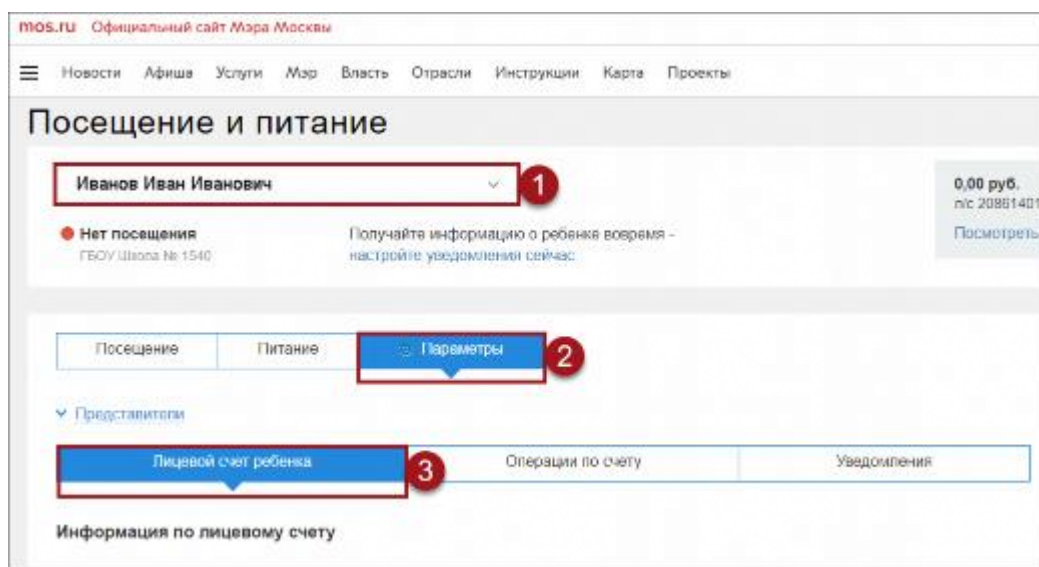 mos.ru Официальный сайт Мэра Москвы
Новости Афиша Услуги Мэр Власть Отрасли Инструкции Карта Проекты
Посещение и питание
Иванов Иван Иванович
1
0,00 руб.
л/с 20861401
Нет посещения
Получайте информацию о ребенке вовремя -
Посмотреть
ГБОУ Школа № 1540
настройте уведомления сейчас
Посещение Питание Параметры
2
Представители
Лицевой счет ребенка Операции по счету Уведомления
3
Информация по лицевому счету